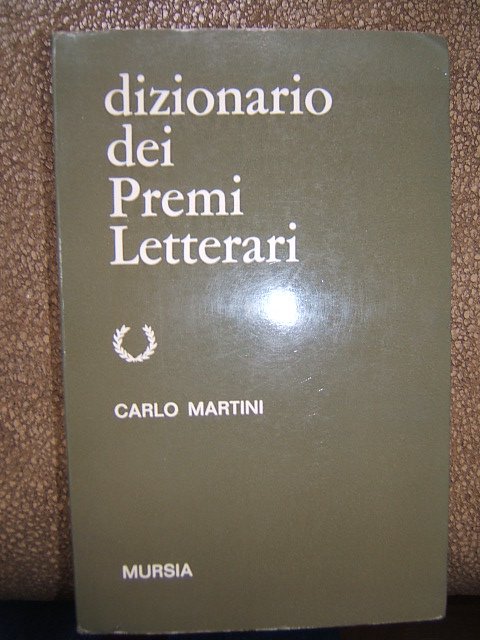 dizionario
dei
Premi
Letterari
CARLO MARTINI
MURSIA